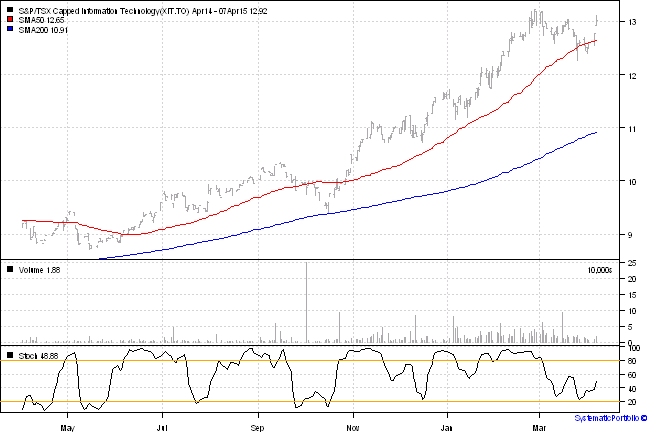 S&P/TSX Capped Information Technology(XIT.TO) Apr14 - 07Apr15 12.92
SMA50 12.65
SMA200 10.91
13
12
11
10
9
25
Volume 1.88
10,000s
20
15
10
5
0
100
Stoch 48.88
80
60
40
20
May Jul Sep Nov Jan Mar
SystematicPortfolio ©